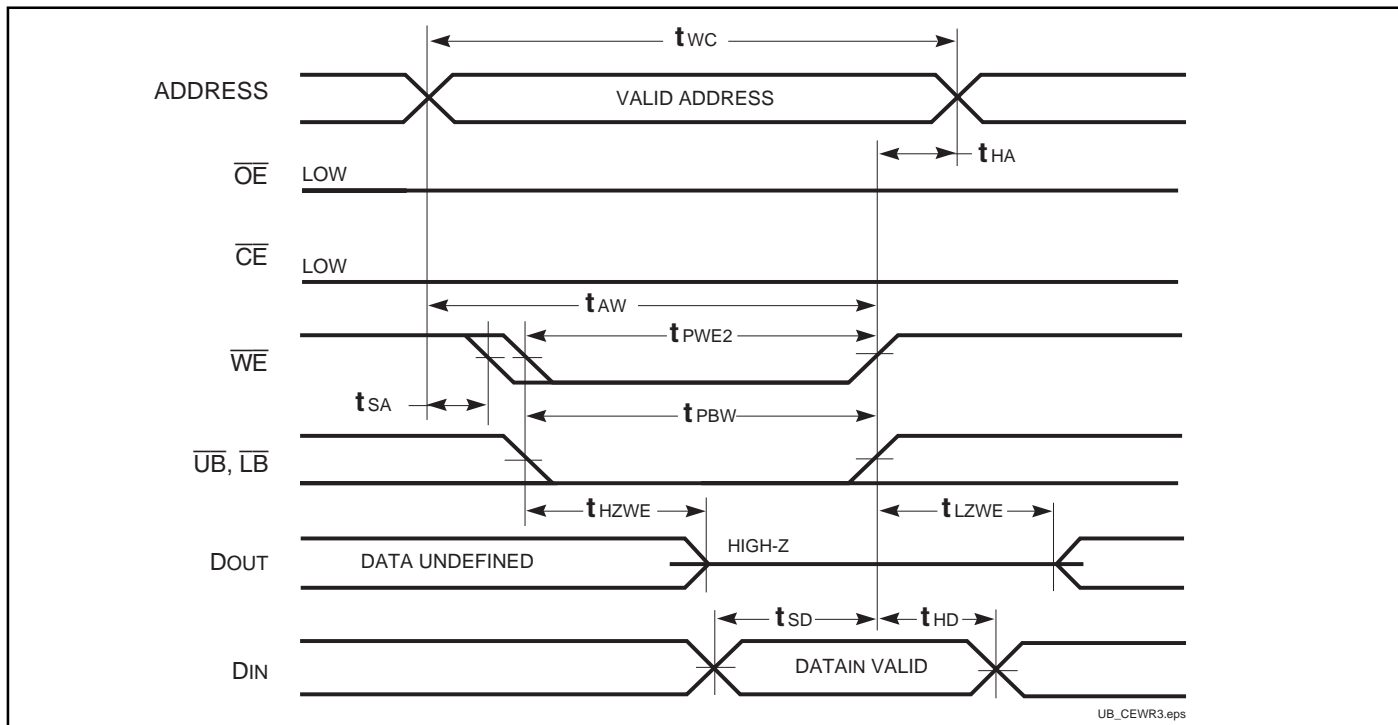 tWC
ADDRESS VALID ADDRESS
tHA
OE LOW
CE LOW
tAW
WE tPWE2
tSA tPBW
UB, LB
tHZWE tLZWE
DOUT DATA UNDEFINED HIGH-Z
tSD tHD
DIN DATAIN VALID
UB_CEWR3.eps